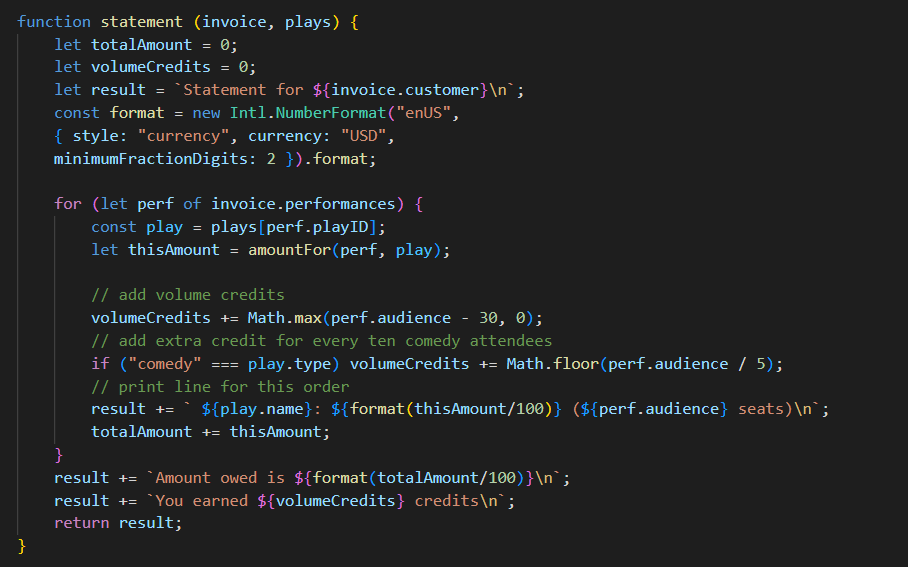 function statement (invoice, plays) {
    let totalAmount = 0;
    let volumeCredits = 0;
    let result = `Statement for ${invoice.customer}\n`;
    const format = new Intl.NumberFormat("enUS",
    { style: "currency", currency: "USD",
    minimumFractionDigits: 2 }).format;

    for (let perf of invoice.performances) {
        const play = plays[perf.playID];
        let thisAmount = amountFor(perf, play);

        // add volume credits
        volumeCredits += Math.max(perf.audience - 30, 0);
        // add extra credit for every ten comedy attendees
        if ("comedy" === play.type) volumeCredits += Math.floor(perf.audience / 5);
        // print line for this order
        result += ` ${play.name}: ${format(thisAmount/100)} (${perf.audience} seats)\n`;
        totalAmount += thisAmount;
    }
    result += `Amount owed is ${format(totalAmount/100)}\n`;
    result += `You earned ${volumeCredits} credits\n`;
    return result;
}